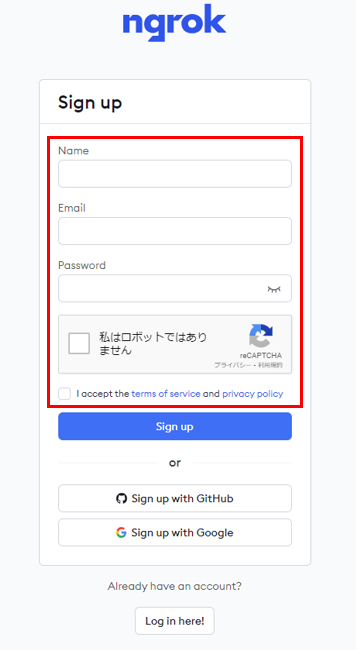 ngrok
Sign up
Name
Email
Password
私はロボットではあり
ません
reCAPTCHA
プライバシー - 利用規約
I accept the terms of service and privacy policy
Sign up
or
Sign up with GitHub
Sign up with Google
Already have an account?
Log in here!